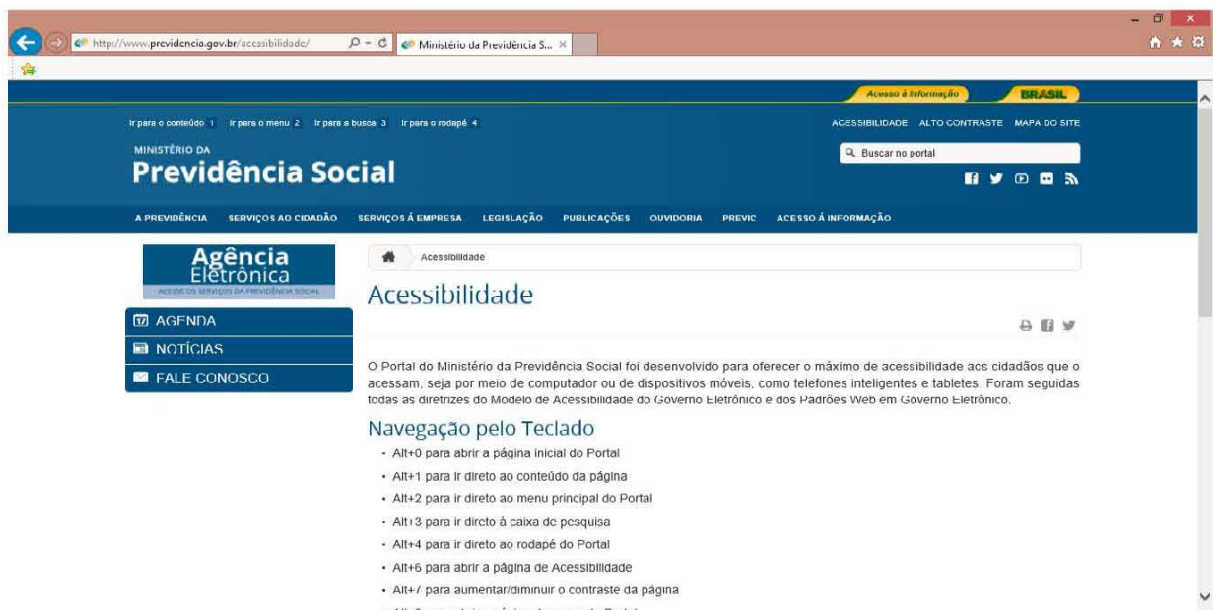 http://www.previdencia.gov.br/acessibilidade/
Ministério da Previdência S...
Acesso à Informação
BRASIL
Ir para o conteúdo 1 Ir para o menu 2 Ir para a busca 3 Ir para o rodapé 4
ACESSIBILIDADE ALTO CONTRASTE MAPA DO SITE
MINISTÉRIO DA
Previdência Social
Buscar no portal
A PREVIDÊNCIA SERVIÇOS AO CIDADÃO SERVIÇOS À EMPRESA LEGISLAÇÃO PUBLICAÇÕES OUVIDORIA PREVIC ACESSO À INFORMAÇÃO
Agência
Eletrônica
DA PREVIDÊNCIA SOCIAL
AGENDA
NOTÍCIAS
FALE CONOSCO
Acessibilidade
Acessibilidade
O Portal do Ministério da Previdência Social foi desenvolvido para oferecer o máximo de acessibilidade aos cidadãos que o
acessam, seja por meio de computador ou de dispositivos móveis, como telefones inteligentes e tabletes. Foram seguidas
todas as diretrizes do Modelo de Acessibilidade do Governo Eletrônico e dos Padrões Web em Governo Eletrônico.
Navegação pelo Teclado
• Alt+0 para abrir a página inicial do Portal
• Alt+1 para ir direto ao conteúdo da página
• Alt+2 para ir direto ao menu principal do Portal
• Alt+3 para ir direto à caixa de pesquisa
• Alt+4 para ir direto ao rodapé do Portal
• Alt+6 para abrir a página de Acessibilidade
• Alt+7 para aumentar/diminuir o contraste da página